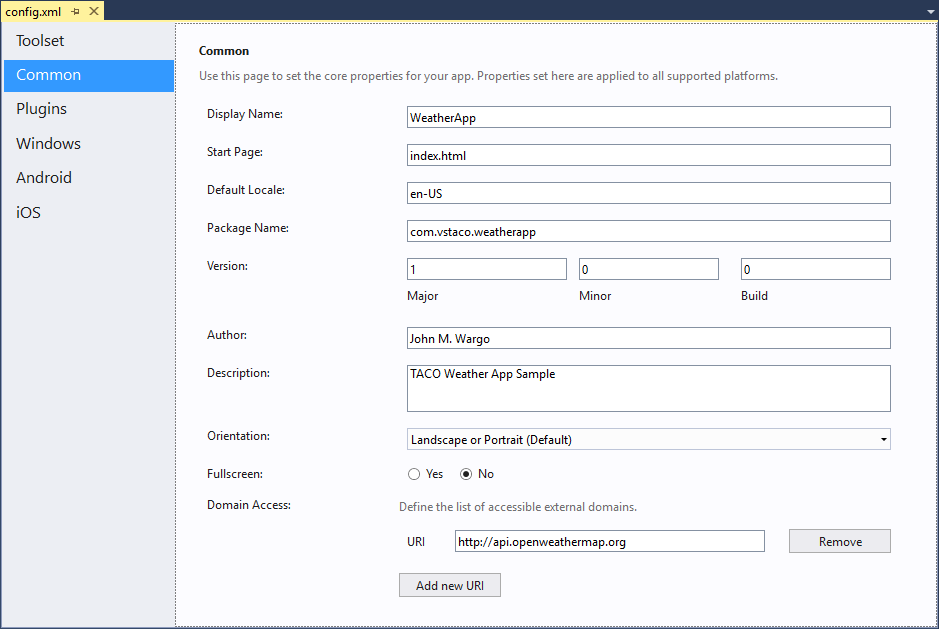 config.xml
Toolset
Common
Plugins
Windows
Android
iOS
Common
Use this page to set the core properties for your app. Properties set here are applied to all supported platforms.
Display Name: WeatherApp
Start Page: index.html
Default Locale: en-US
Package Name: com.vstaco.weatherapp
Version: 1 0 0
Major Minor Build
Author: John M. Wargo
Description: TACO Weather App Sample
Orientation: Landscape or Portrait (Default)
Fullscreen: Yes No
Domain Access: Define the list of accessible external domains.
URI http://api.openweathermap.org Remove
Add new URI